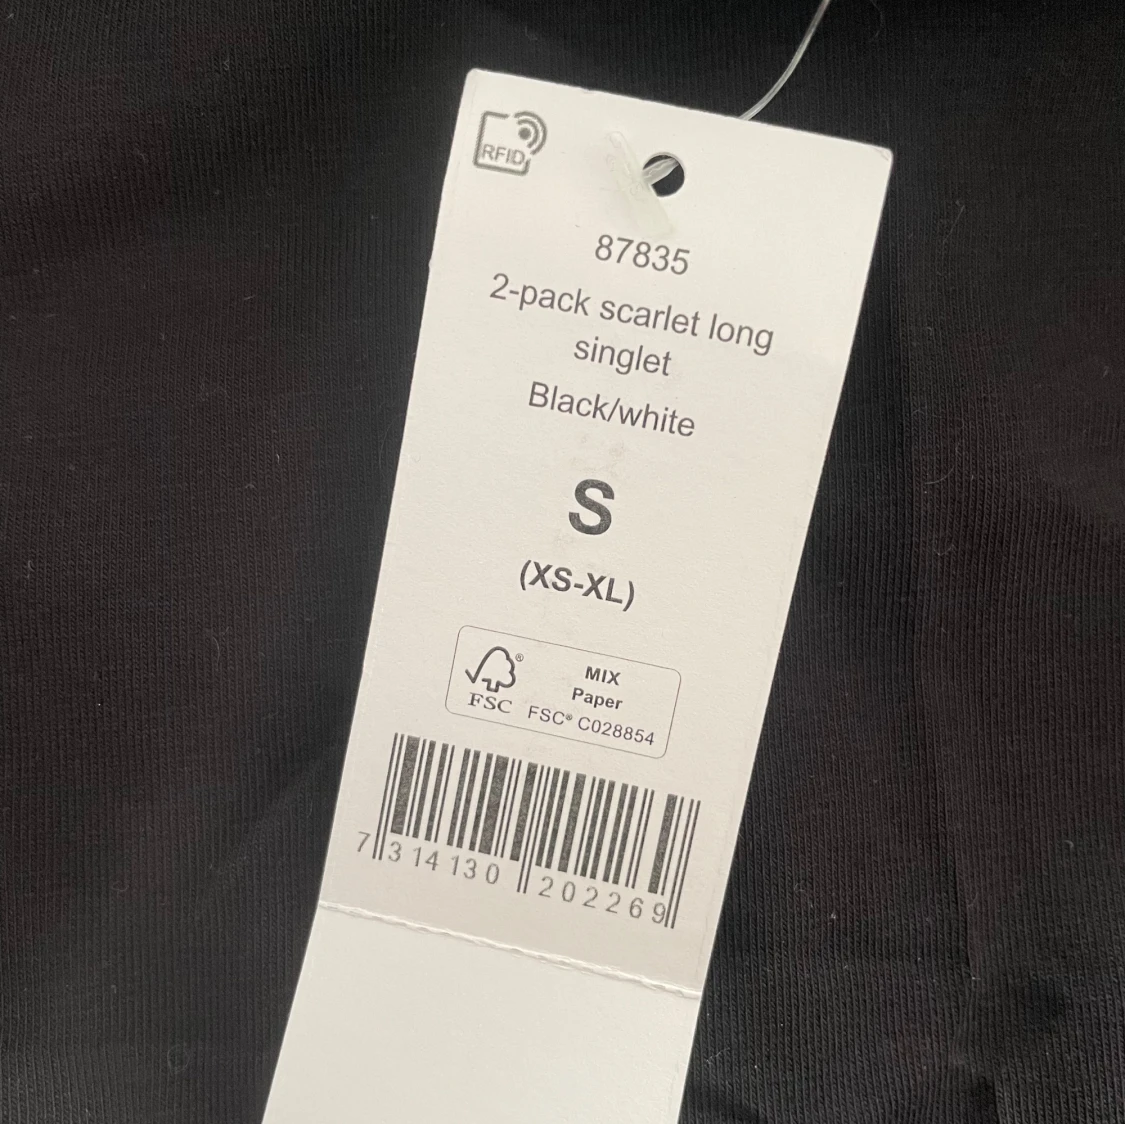 RFID
87835
2-pack scarlet long
singlet
Black/white
S
(XS-XL)
®
FSC
MIX
Paper
FSC® C028854
7 314130 202269